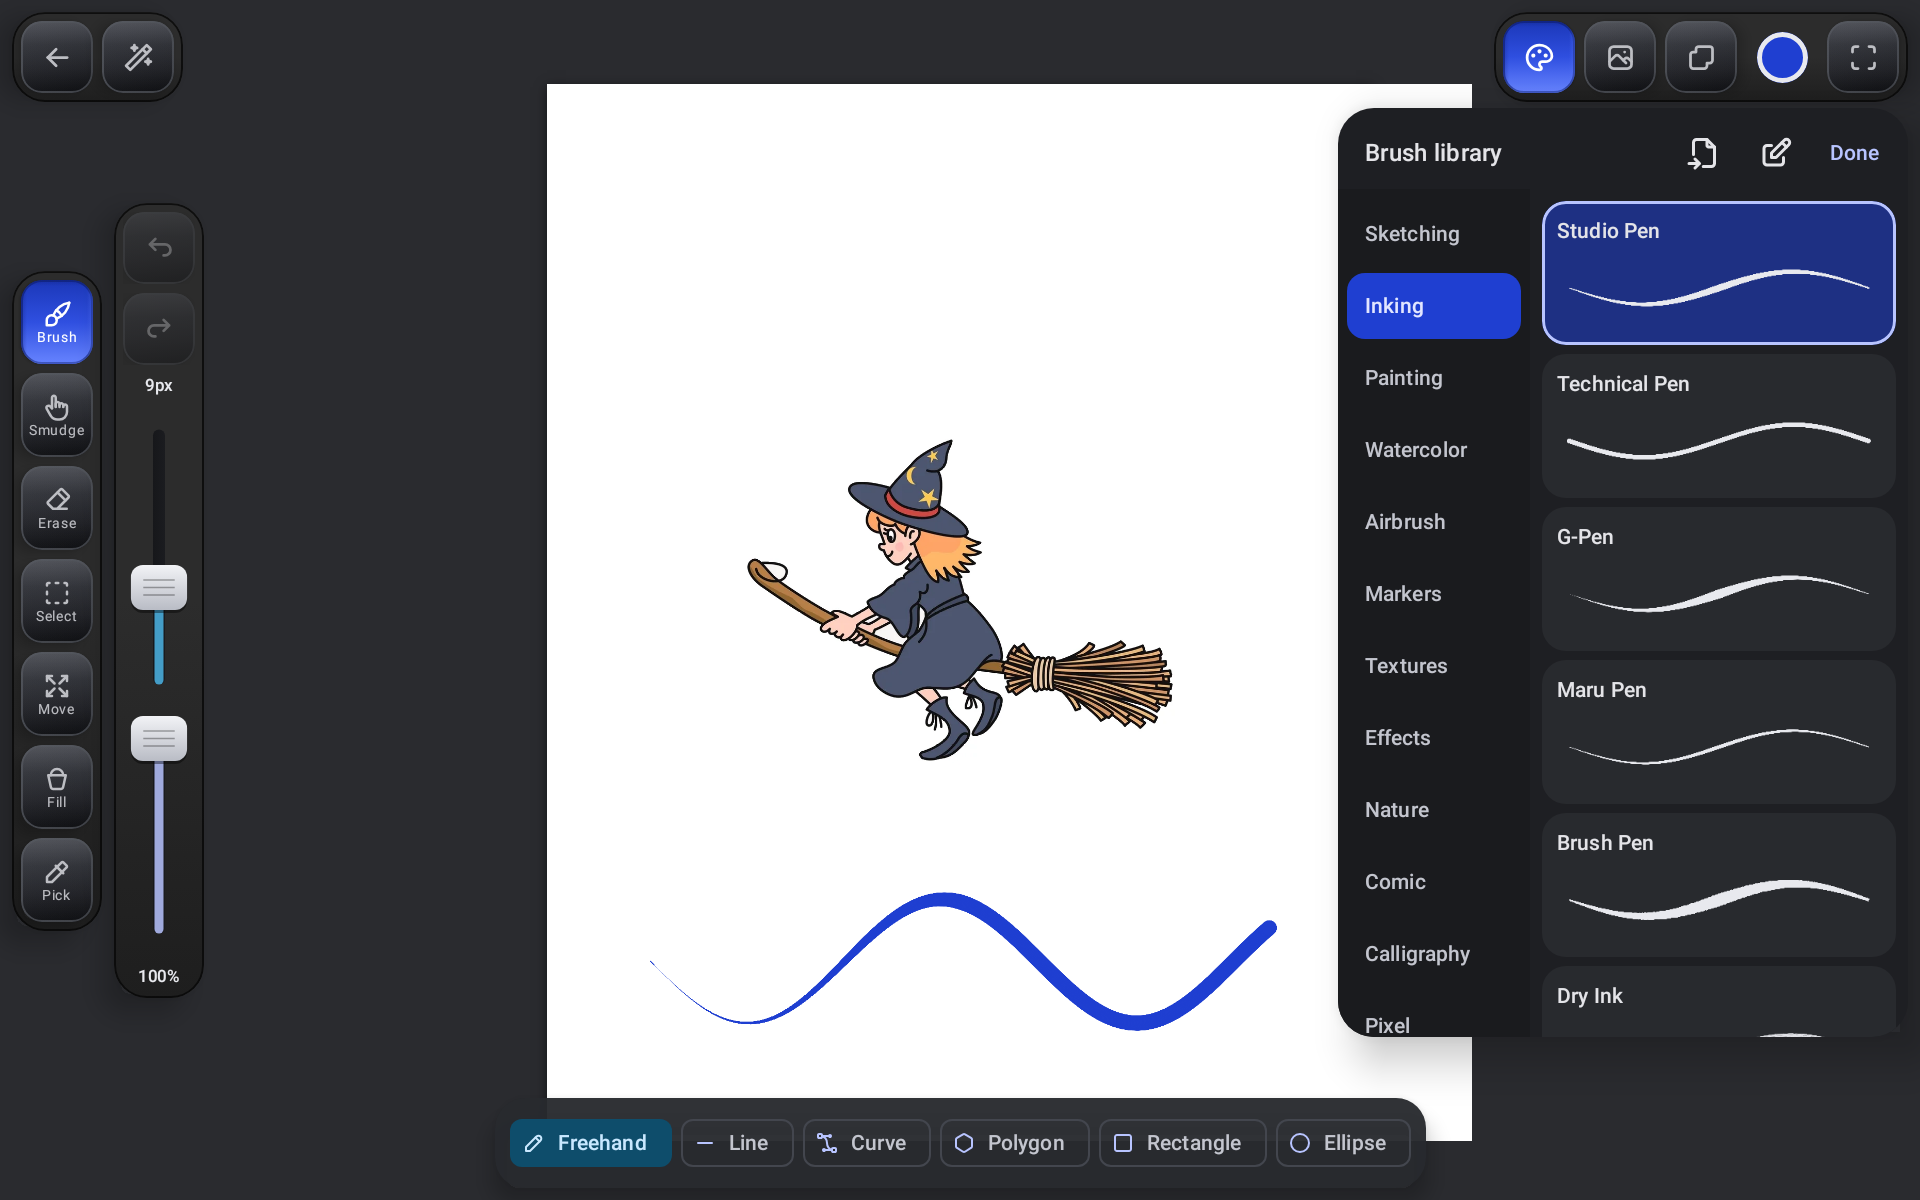 Brush library
Done
Sketching
Inking
Painting
Watercolor
Airbrush
Markers
Textures
Effects
Nature
Comic
Calligraphy
Pixel
Studio Pen
Technical Pen
G-Pen
Maru Pen
Brush Pen
Dry Ink
Brush
Smudge
Erase
Select
Move
Fill
Pick
9px
100%
Freehand
Line
Curve
Polygon
Rectangle
Ellipse